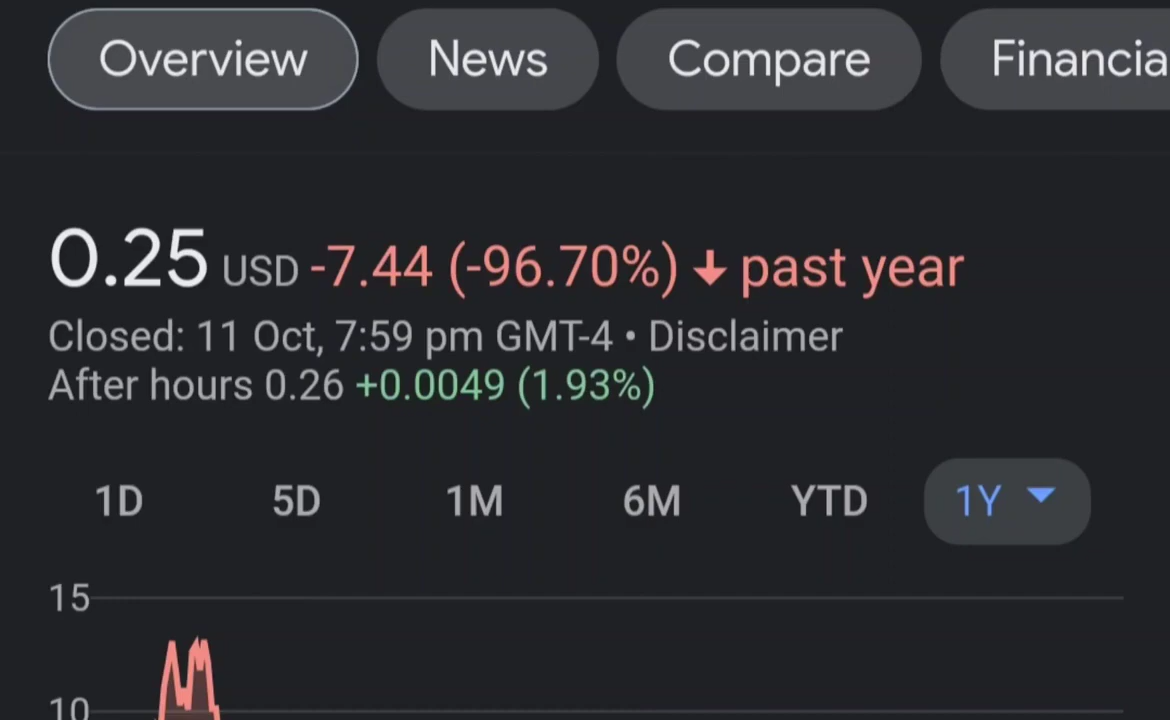 Overview News Compare Financia
0.25 USD -7.44 (-96.70%) ↓ past year
Closed: 11 Oct, 7:59 pm GMT-4 • Disclaimer
After hours 0.26 +0.0049 (1.93%)
1D 5D 1M 6M YTD 1Y
15
10